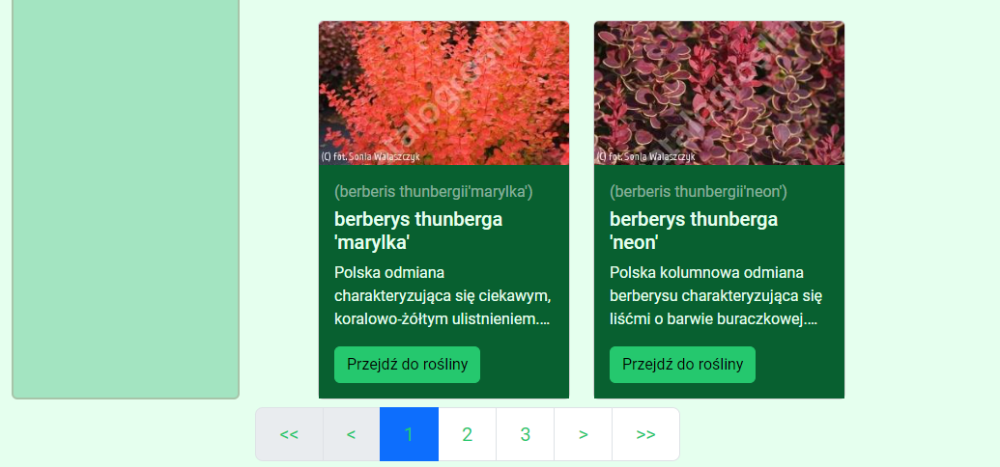 (C) fot. Sonia Wałaszczyk
(C) fot. Sonia Wałaszczyk
(berberis thunbergii'marylka')
berberys thunberga
'marylka'
Polska odmiana
charakteryzująca się ciekawym,
koralowo-żółtym ulistnieniem.…
Przejdź do rośliny
(berberis thunbergii'neon')
berberys thunberga
'neon'
Polska kolumnowa odmiana
berberysu charakteryzująca się
liśćmi o barwie buraczkowej.…
Przejdź do rośliny
<< < 1 2 3 > >>